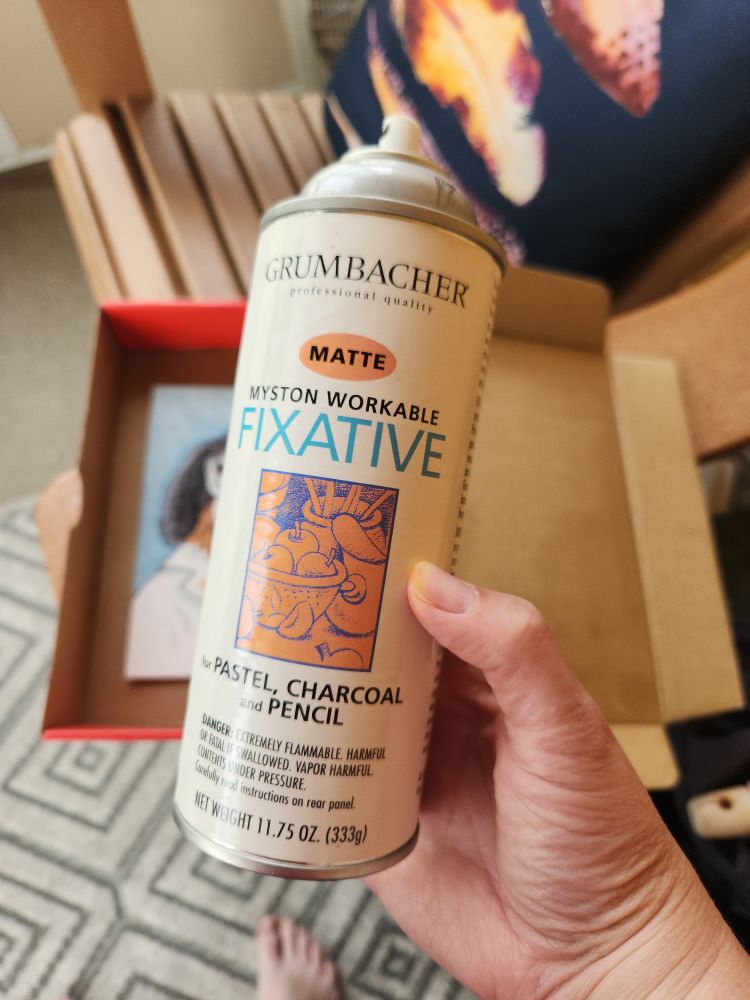 GRUMBACHER®
professional quality
MATTE
MYSTON WORKABLE
FIXATIVE
for PASTEL, CHARCOAL
and PENCIL
DANGER: EXTREMELY FLAMMABLE. HARMFUL
OR FATAL IF SWALLOWED. VAPOR HARMFUL.
CONTENTS UNDER PRESSURE.
Carefully read instructions on rear panel.
NET WEIGHT 11.75 OZ. (333g)